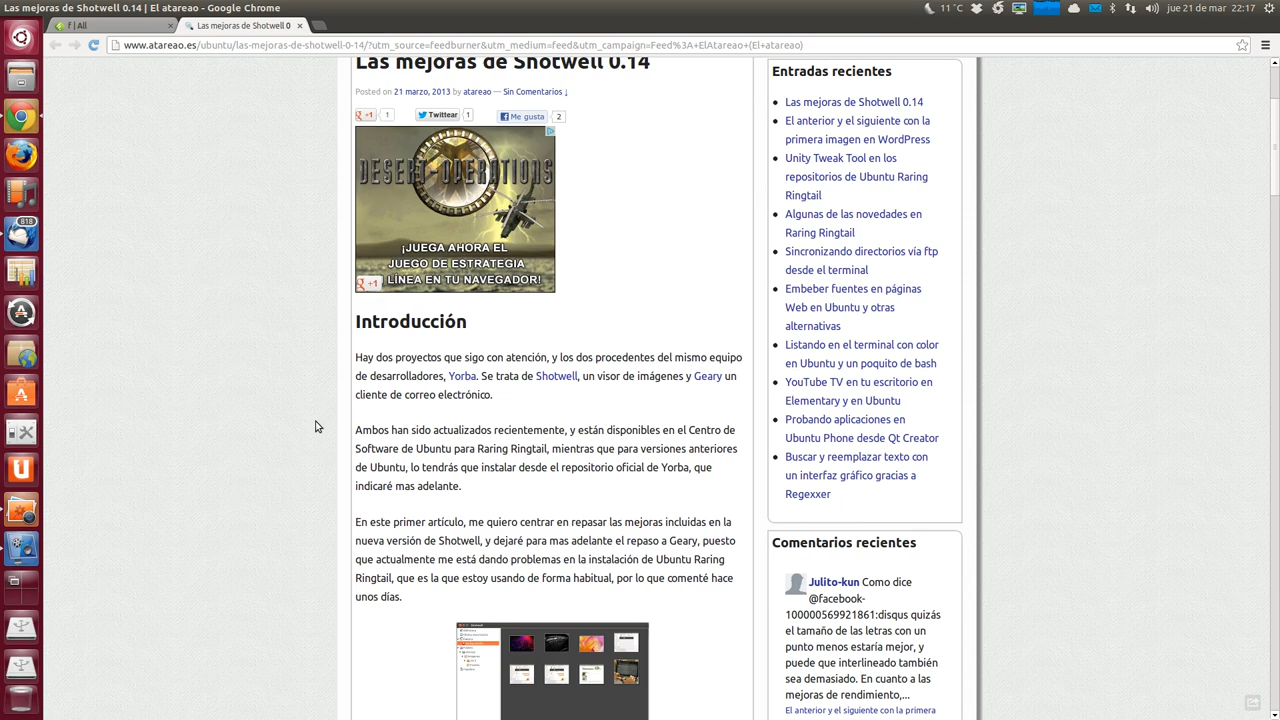 Las mejoras de Shotwell 0.14 | El atareao - Google Chrome
11°C
jue 21 de mar 22:17
f | All
Las mejoras de Shotwell 0
www.atareao.es/ubuntu/las-mejoras-de-shotwell-0-14/?utm_source=feedburner&utm_medium=feed&utm_campaign=Feed%3A+ElAtareao+(El+atareao)
818
Las mejoras de Shotwell 0.14
Posted on 21 marzo, 2013 by atareao — Sin Comentarios ↓
+1 1 Twittear 1 Me gusta 2
DESERT-OPERATIONS
¡JUEGA AHORA EL
JUEGO DE ESTRATEGIA
LÍNEA EN TU NAVEGADOR!
+1
Introducción
Hay dos proyectos que sigo con atención, y los dos procedentes del mismo equipo
de desarrolladores, Yorba. Se trata de Shotwell, un visor de imágenes y Geary un
cliente de correo electrónico.
Ambos han sido actualizados recientemente, y están disponibles en el Centro de
Software de Ubuntu para Raring Ringtail, mientras que para versiones anteriores
de Ubuntu, lo tendrás que instalar desde el repositorio oficial de Yorba, que
indicaré mas adelante.
En este primer artículo, me quiero centrar en repasar las mejoras incluidas en la
nueva versión de Shotwell, y dejaré para mas adelante el repaso a Geary, puesto
que actualmente me está dando problemas en la instalación de Ubuntu Raring
Ringtail, que es la que estoy usando de forma habitual, por lo que comenté hace
unos días.
Entradas recientes
Las mejoras de Shotwell 0.14
El anterior y el siguiente con la
primera imagen en WordPress
Unity Tweak Tool en los
repositorios de Ubuntu Raring
Ringtail
Algunas de las novedades en
Raring Ringtail
Sincronizando directorios vía ftp
desde el terminal
Embeber fuentes en páginas
Web en Ubuntu y otras
alternativas
Listando en el terminal con color
en Ubuntu y un poquito de bash
YouTube TV en tu escritorio en
Elementary y en Ubuntu
Probando aplicaciones en
Ubuntu Phone desde Qt Creator
Buscar y reemplazar texto con
un interfaz gráfico gracias a
Regexxer
Comentarios recientes
Julito-kun Como dice
@facebook-
100000569921861:disqus quizás
el tamaño de las letras con un
punto menos estaría mejor, y
puede que interlineado también
sea demasiado. En cuanto a las
mejoras de rendimiento,...
El anterior y el siguiente con la primera